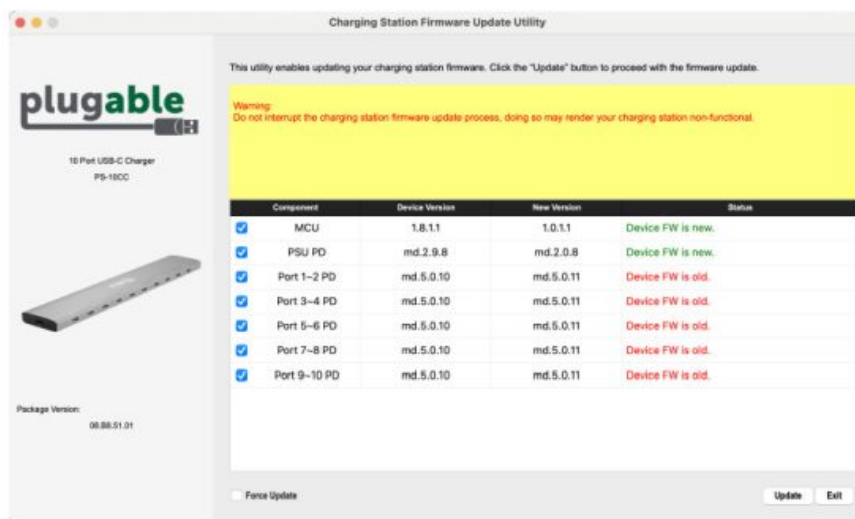 Charging Station Firmware Update Utility
plugable
10 Port USB-C Charger
PS-10CC
Package Version:
08.B8.51.01
This utility enables updating your charging station firmware. Click the "Update" button to proceed with the firmware update.
Warning:
Do not interrupt the charging station firmware update process, doing so may render your charging station non-functional.
Component Device Version New Version Status
MCU 1.8.1.1 1.0.1.1 Device FW is new.
PSU PD md.2.9.8 md.2.0.8 Device FW is new.
Port 1~2 PD md.5.0.10 md.5.0.11 Device FW is old.
Port 3~4 PD md.5.0.10 md.5.0.11 Device FW is old.
Port 5~6 PD md.5.0.10 md.5.0.11 Device FW is old.
Port 7~8 PD md.5.0.10 md.5.0.11 Device FW is old.
Port 9~10 PD md.5.0.10 md.5.0.11 Device FW is old.
Force Update
Update Exit